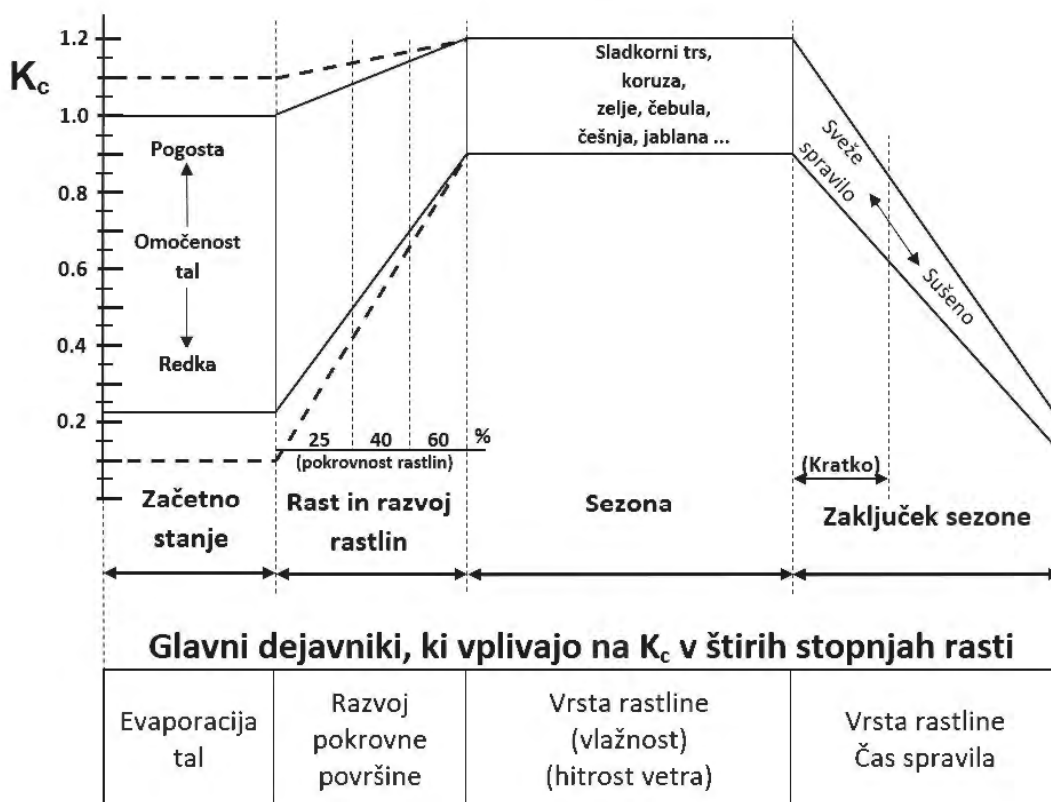 Kc
1.2
1.0
0.8
0.6
0.4
0.2
Pogosta
Omočenost
tal
Redka
25 40 60 %
(pokrovnost rastlin)
Sladkorni trs,
koruza,
zelje, čebula,
češnja, jablana ...
Sveže
spravilo
Sušeno
(Kratko)
Začetno
stanje
Rast in razvoj
rastlin
Sezona
Zaključek sezone
Glavni dejavniki, ki vplivajo na Kc v štirih stopnjah rasti
Evaporacija
tal
Razvoj
pokrovne
površine
Vrsta rastline
(vlažnost)
(hitrost vetra)
Vrsta rastline
Čas spravila